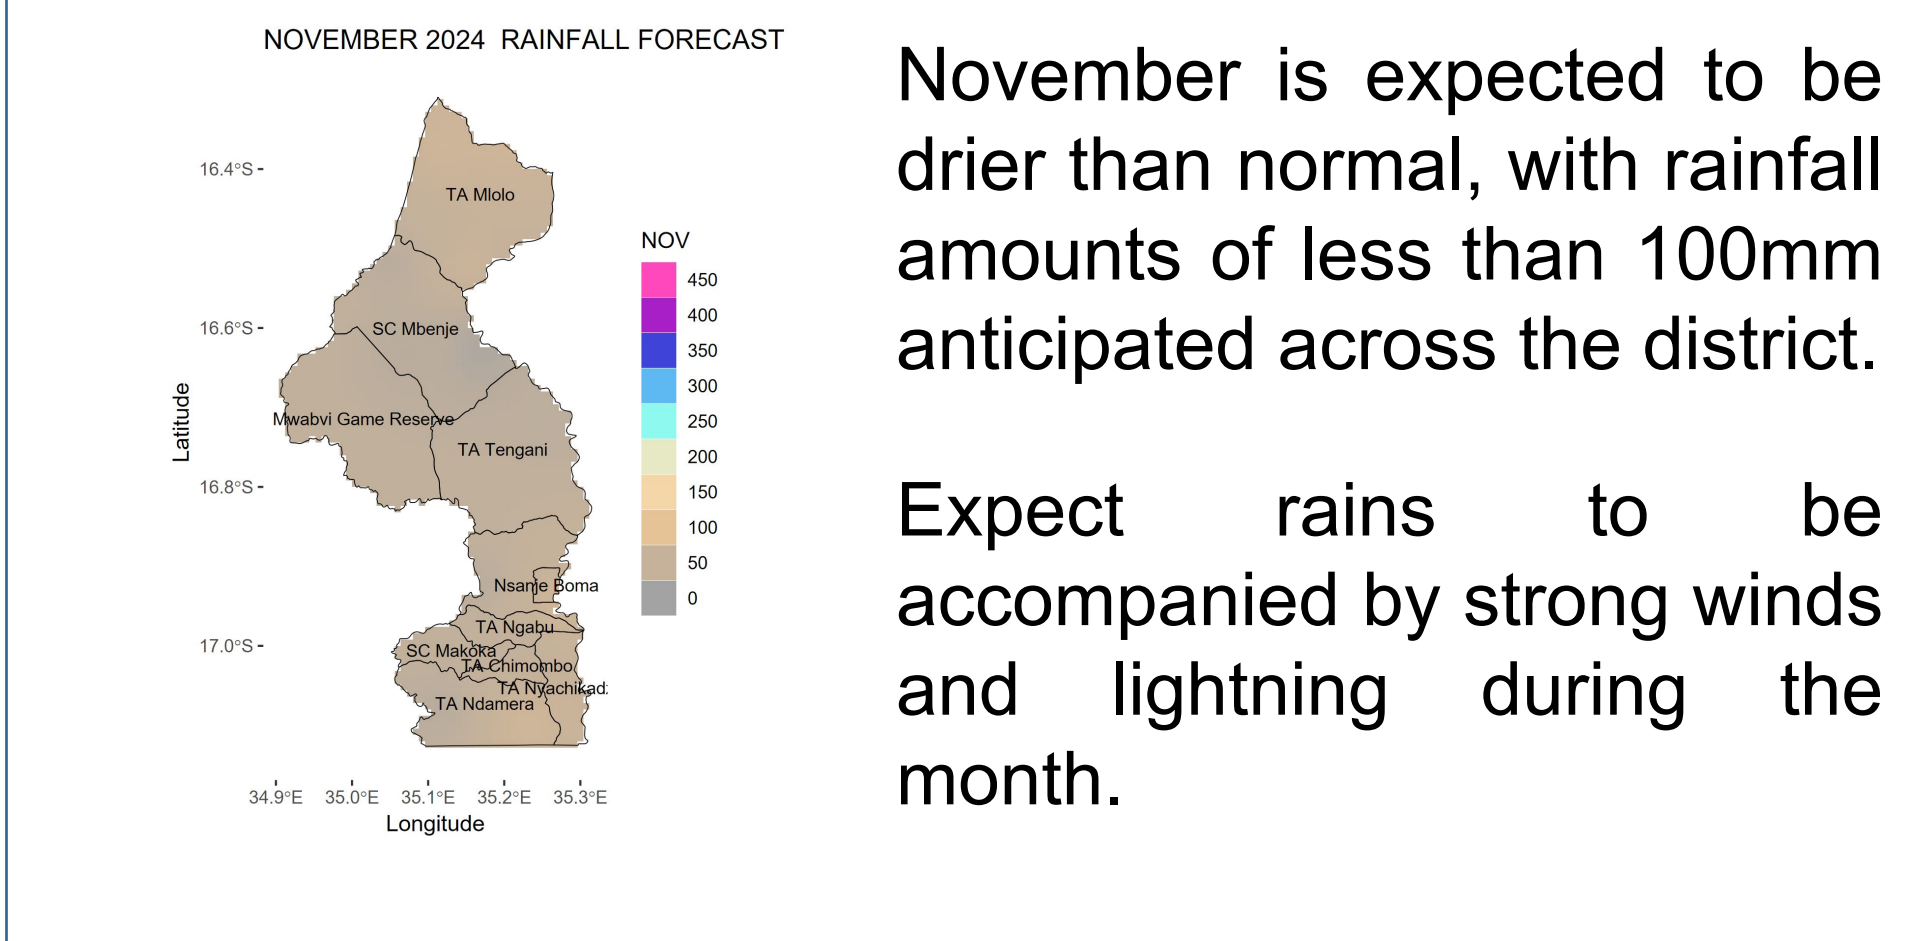 NOVEMBER 2024 RAINFALL FORECAST
16.4°S
16.6°S
16.8°S
17.0°S
Latitude
TA Mlolo
SC Mbenje
Mwabvi Game Reserve
TA Tengani
Nsanje Boma
TA Ngabu
SC Makoka
TA Chimombo
TA Nyachikad
TA Ndamera
34.9°E 35.0°E 35.1°E 35.2°E 35.3°E
Longitude
NOV
450
400
350
300
250
200
150
100
50
0
November is expected to be
drier than normal, with rainfall
amounts of less than 100mm
anticipated across the district.
Expect rains to be
accompanied by strong winds
and lightning during the
month.